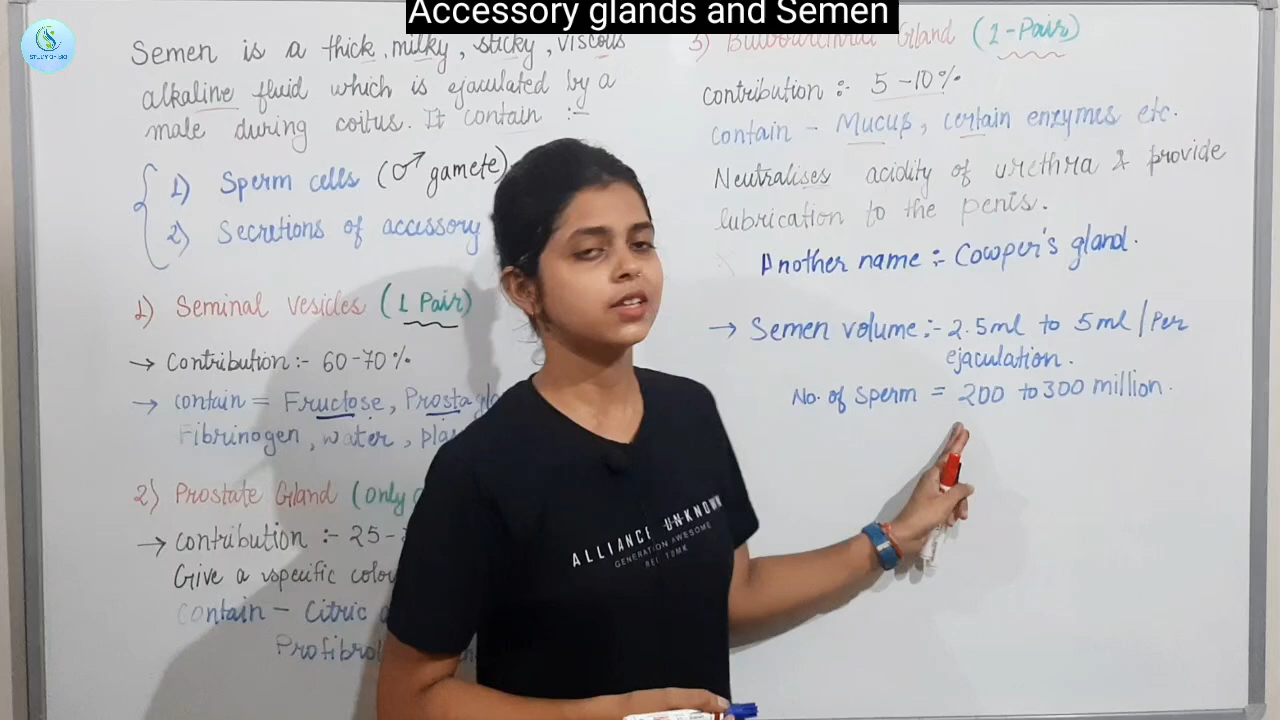 Accessory glands and Semen
Semen is a thick, milky, sticky, viscous
alkaline fluid which is ejaculated by a
male during coitus. It contain :-
1) Sperm cells (♂ gamete)
2) Secretions of accessory
1) Seminal vesicles (1 Pair)
→ Contribution :- 60-70%
→ contain = Fructose, Prostagl
Fibrinogen, water,
2) Prostate Gland (only
→ contribution :- 25-
Give a specific colou
contain - Citric
3) Bulbourethral Gland (1-Pair)
contribution :- 5-10%
contain - Mucus, certain enzymes etc.
Neutralises acidity of urethra & provide
lubrication to the penis.
Another name :- Cowper's gland.
→ Semen volume :- 2.5ml to 5ml / Per
ejaculation.
No. of sperm = 200 to 300 million.
ALLIANCE UNKNOWN
GENERATION AWESOME